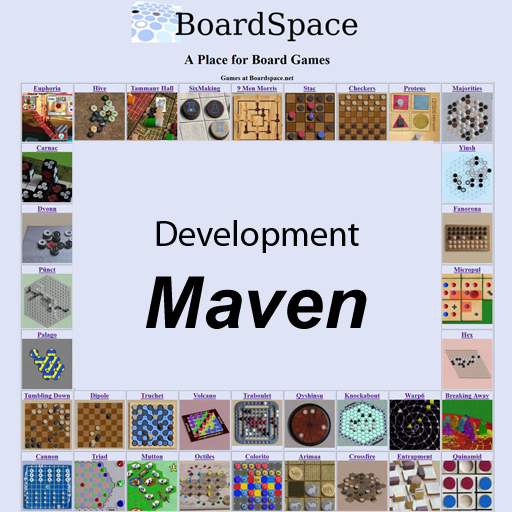 BoardSpace
A Place for Board Games
Games at Boardspace.net
Euphoria Hive Tammany Hall SixMaking 9 Men Morris Stac Checkers Proteus Majorities
Carnac Yinsh
Dvonn Fanorona
Development
Maven
Pünct Micropul
Palago Hex
Tumbling Down Dipole Truchet Volcano Traboulet Qyshinsu Knockabout Warp6 Breaking Away
Cannon Triad Mutton Octiles Colorito Arimaa Crossfire Entrapment Quinamid